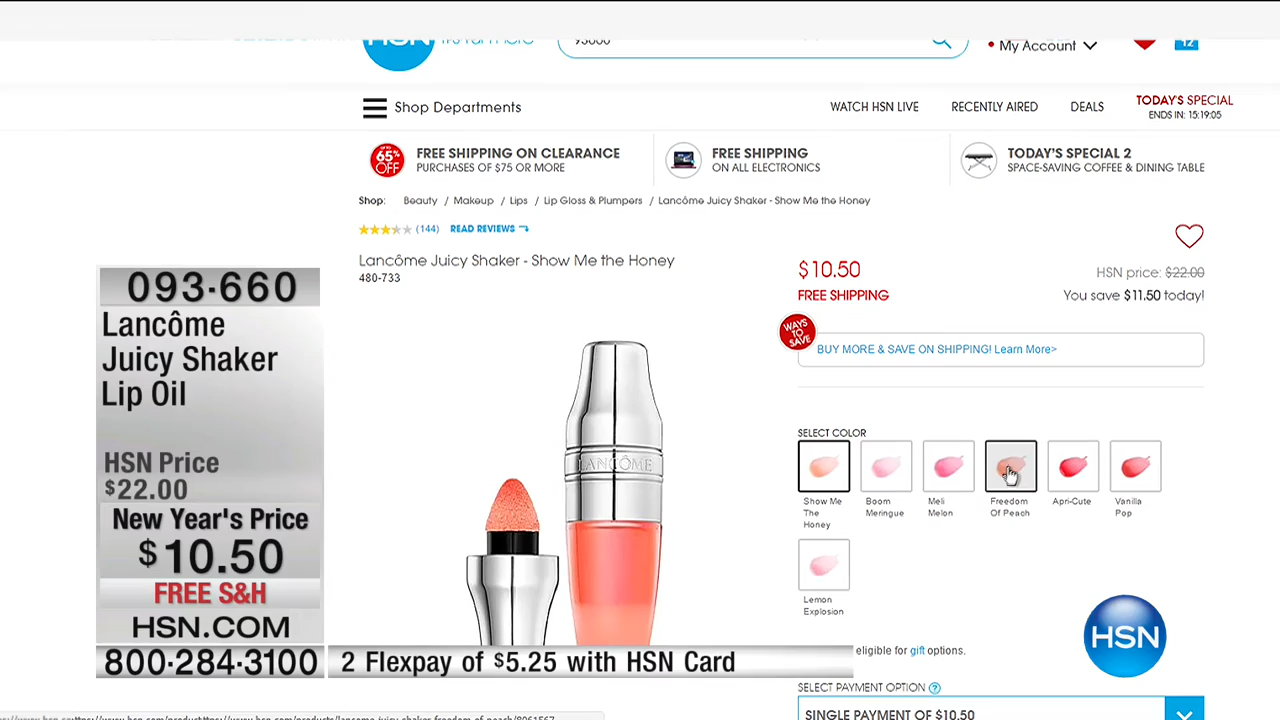 HSN
93660
My Account
12
Shop Departments
WATCH HSN LIVE
RECENTLY AIRED
DEALS
TODAY'S SPECIAL
ENDS IN: 15:19:05
UP TO
65%
OFF
FREE SHIPPING ON CLEARANCE
PURCHASES OF $75 OR MORE
FREE SHIPPING
ON ALL ELECTRONICS
TODAY'S SPECIAL 2
SPACE-SAVING COFFEE & DINING TABLE
Shop: Beauty / Makeup / Lips / Lip Gloss & Plumpers / Lancôme Juicy Shaker - Show Me the Honey
(144) READ REVIEWS
Lancôme Juicy Shaker - Show Me the Honey
480-733
$10.50
HSN price: $22.00
FREE SHIPPING
You save $11.50 today!
WAYS
TO
SAVE
BUY MORE & SAVE ON SHIPPING! Learn More>
093-660
Lancôme
Juicy Shaker
Lip Oil
HSN Price
$22.00
New Year's Price
$10.50
FREE S&H
HSN.COM
800-284-3100
2 Flexpay of $5.25 with HSN Card
LANCÔME
SELECT COLOR
Show Me
The
Honey
Boom
Meringue
Meli
Melon
Freedom
Of Peach
Apri-Cute
Vanilla
Pop
Lemon
Explosion
HSN
eligible for gift options.
SELECT PAYMENT OPTION ?
SINGLE PAYMENT OF $10.50